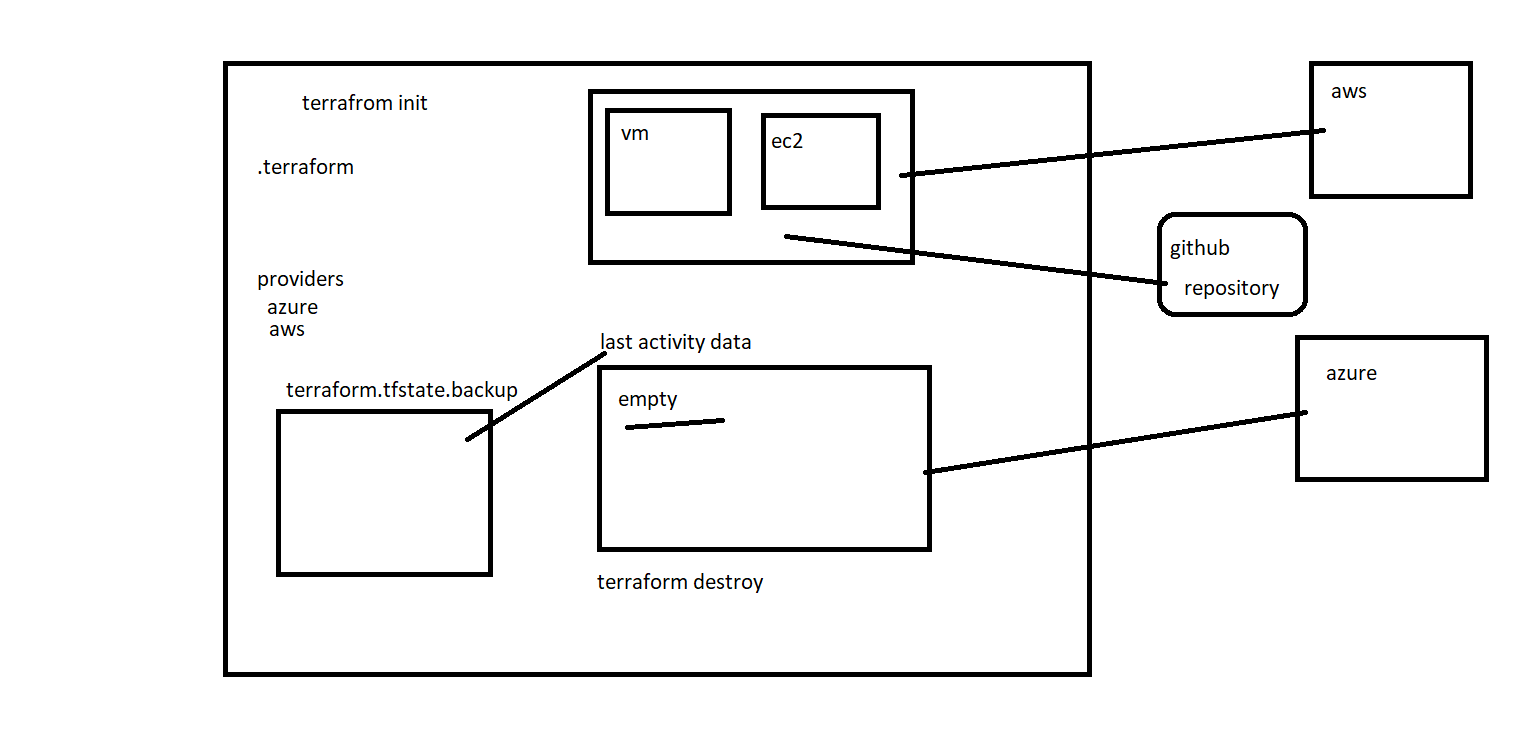 terrafrom init
.terraform
providers
azure
aws
terraform.tfstate.backup
vm
ec2
last activity data
empty
terraform destroy
aws
github
repository
azure